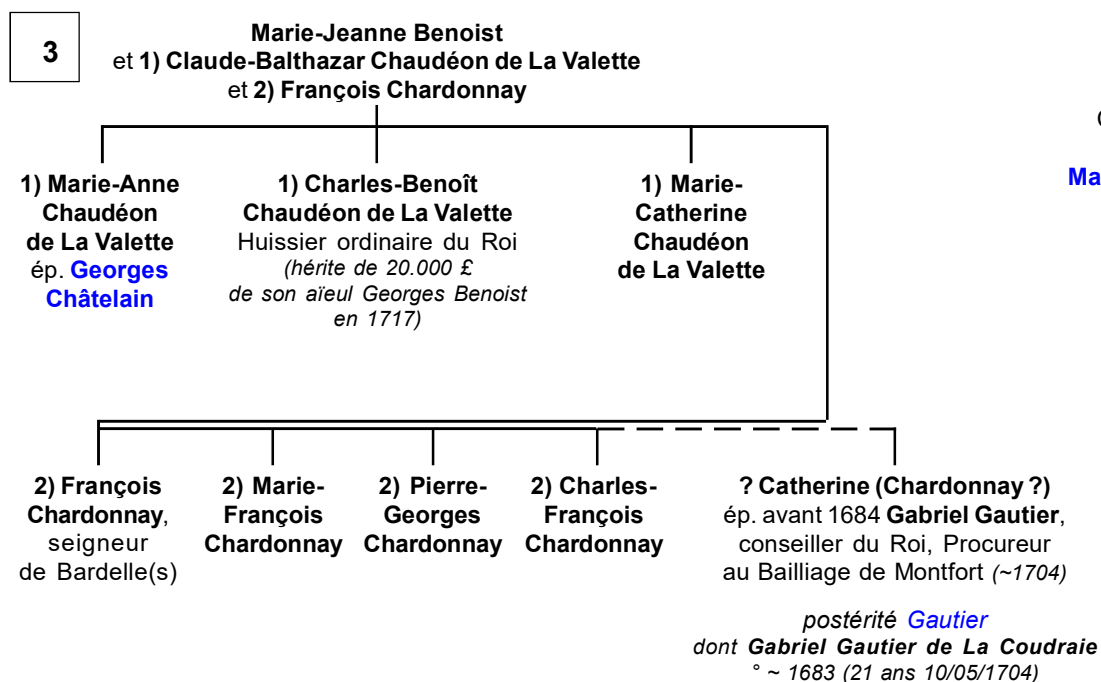 3
Marie-Jeanne Benoist
et 1) Claude-Balthazar Chaudéon de La Valette
et 2) François Chardonnay
1) Marie-Anne
Chaudéon
de La Valette
ép. Georges
Châtelain
1) Charles-Benoît
Chaudéon de La Valette
Huissier ordinaire du Roi
(hérite de 20.000 £
de son aïeul Georges Benoist
en 1717)
1) Marie-
Catherine
Chaudéon
de La Valette
2) François
Chardonnay,
seigneur
de Bardelle(s)
2) Marie-
François
Chardonnay
2) Pierre-
Georges
Chardonnay
2) Charles-
François
Chardonnay
? Catherine (Chardonnay ?)
ép. avant 1684 Gabriel Gautier,
conseiller du Roi, Procureur
au Bailliage de Montfort (~1704)
postérité Gautier
dont Gabriel Gautier de La Coudraie
° ~ 1683 (21 ans 10/05/1704)
Ma